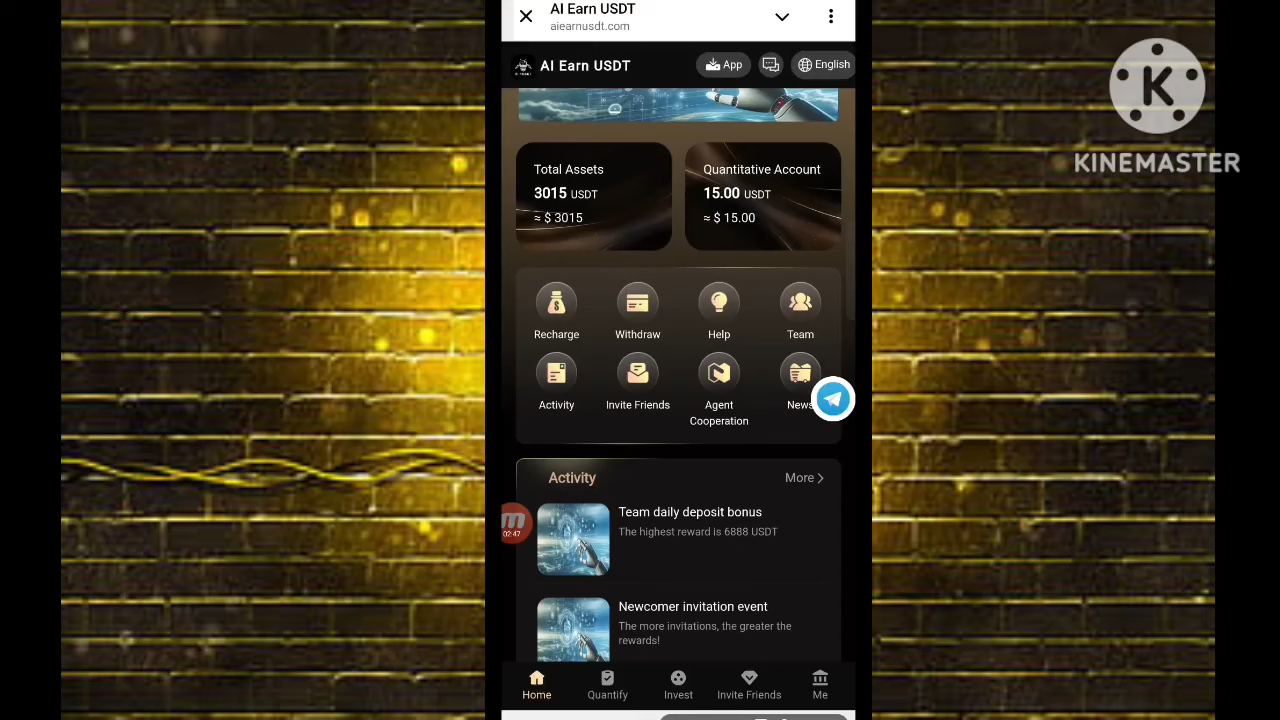 AI Earn USDT
aiearnusdt.com
AI Earn USDT
App
English
K
KINEMASTER
Total Assets
3015 USDT
≈ $ 3015
Quantitative Account
15.00 USDT
≈ $ 15.00
Recharge
Withdraw
Help
Team
Activity
Invite Friends
Agent
Cooperation
News
Activity
More
Team daily deposit bonus
The highest reward is 6888 USDT
02:47
Newcomer invitation event
The more invitations, the greater the
rewards!
Home
Quantify
Invest
Invite Friends
Me